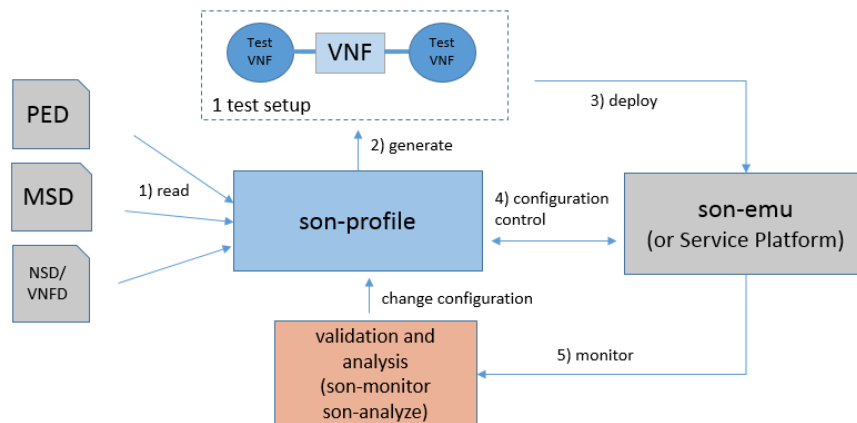 Test
VNF
VNF
Test
VNF
1 test setup
3) deploy
PED
2) generate
1) read
MSD
son-profile
4) configuration
control
son-emu
(or Service Platform)
NSD/
VNFD
change configuration
validation and
analysis
(son-monitor
son-analyze)
5) monitor